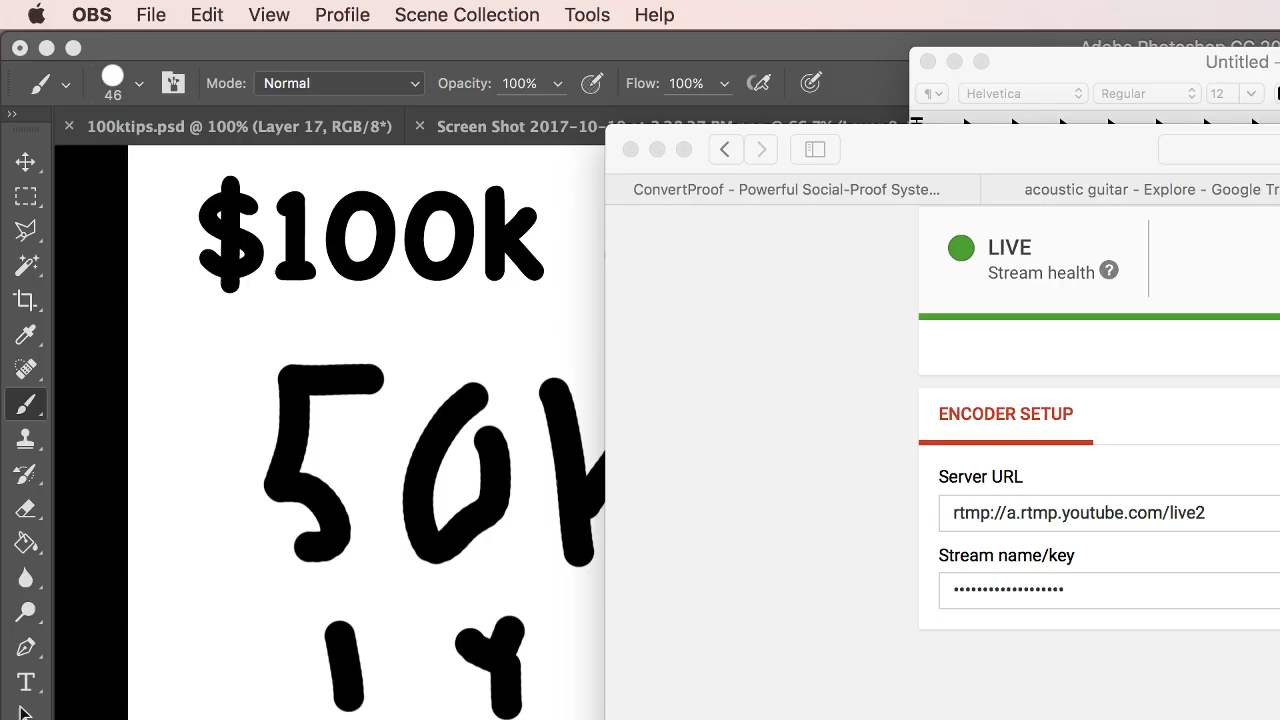 OBS File Edit View Profile Scene Collection Tools Help
46 Mode: Normal Opacity: 100% Flow: 100%
Untitled -
Helvetica Regular 12
100ktips.psd @ 100% (Layer 17, RGB/8*)
Screen Shot 2017-10-
ConvertProof - Powerful Social-Proof Syste...
acoustic guitar - Explore - Google Tr
$100k
50k
1 Y
LIVE
Stream health ?
ENCODER SETUP
Server URL
rtmp://a.rtmp.youtube.com/live2
Stream name/key
•••••••••••••••••••